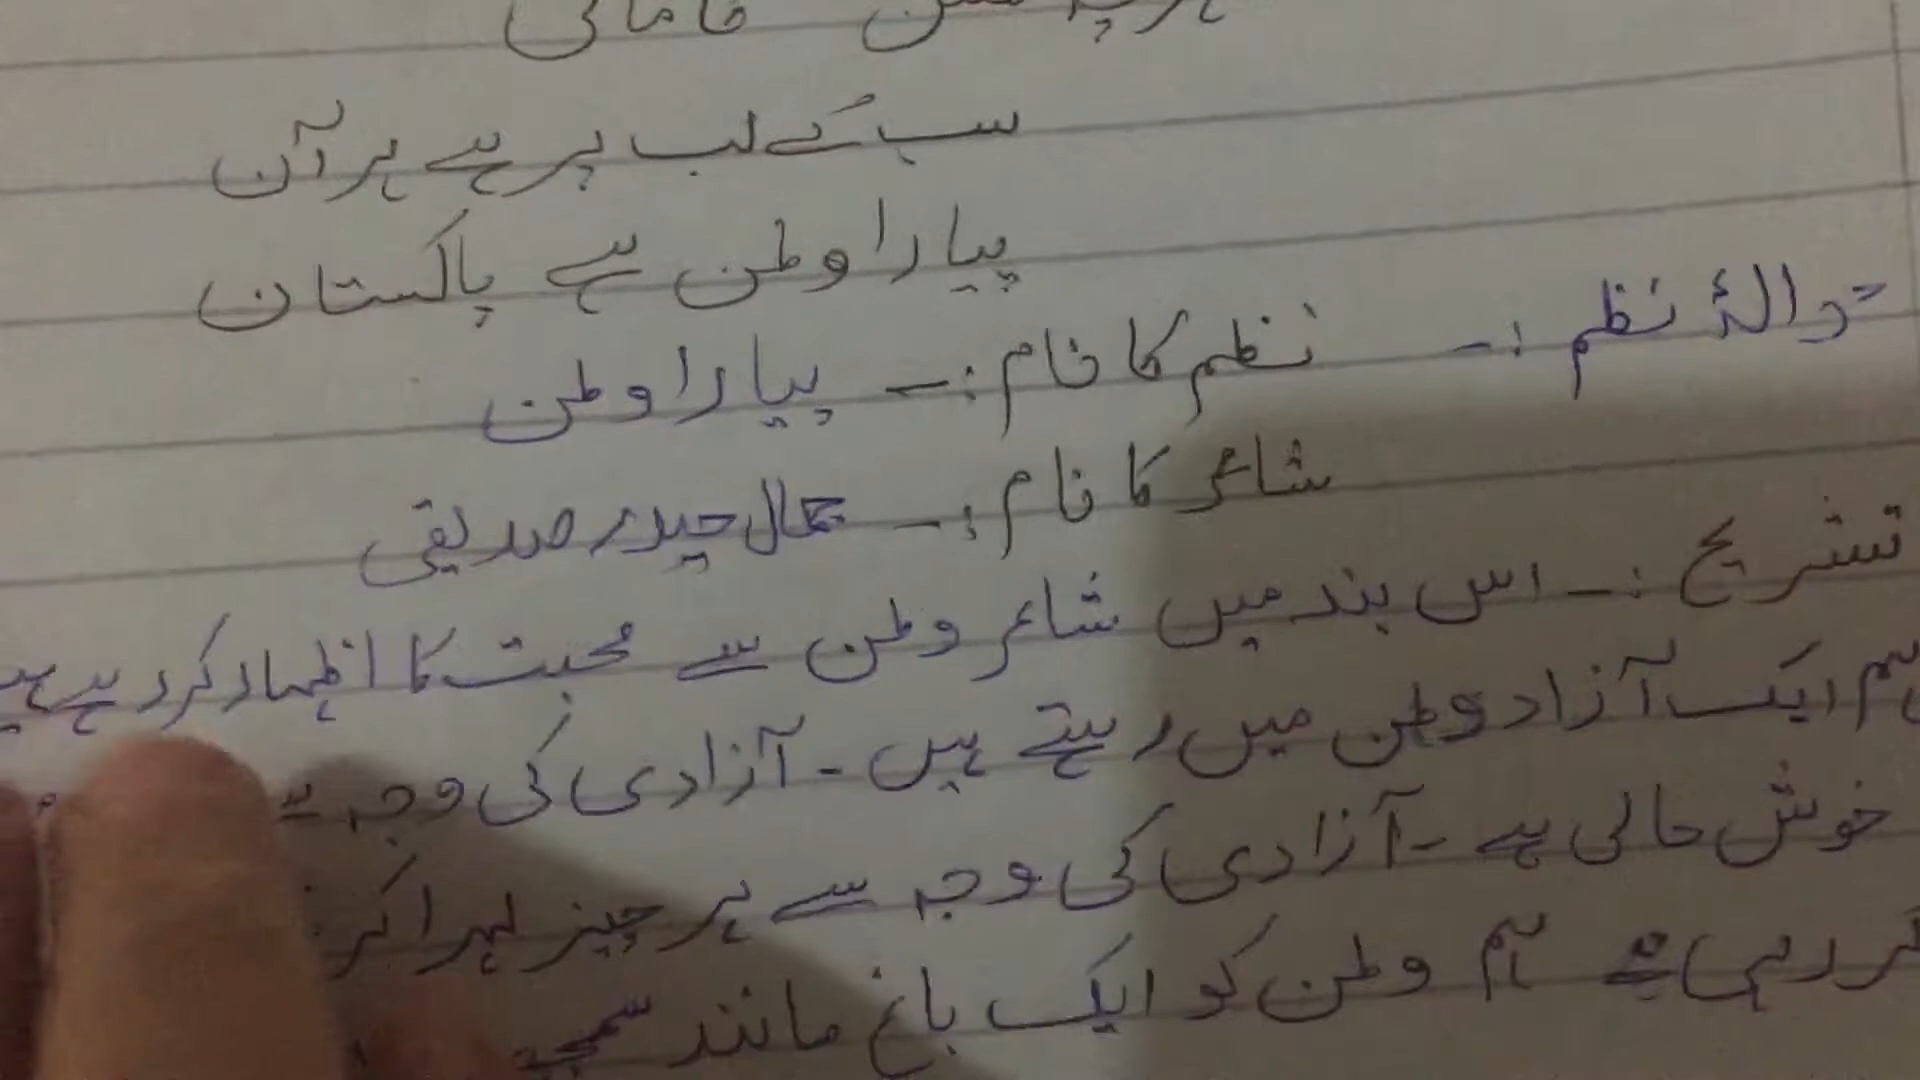 سب کے لب پر ہے ہر آن
پیارا وطن ہے پاکستان
حوالۂ نظم :- نظم کا نام :- پیارا وطن
شاعر کا نام :- جمال حیدر صدیقی
تشریح :- اس بند میں شاعر وطن سے محبت کا اظہار کر رہے
ہم ایک آزاد وطن میں رہتے ہیں - آزادی کی وجہ
خوش حالی ہے - آزادی کی وجہ سے ہر چیز لہرا کر
کر رہی ہے ہم وطن کو ایک باغ مانند